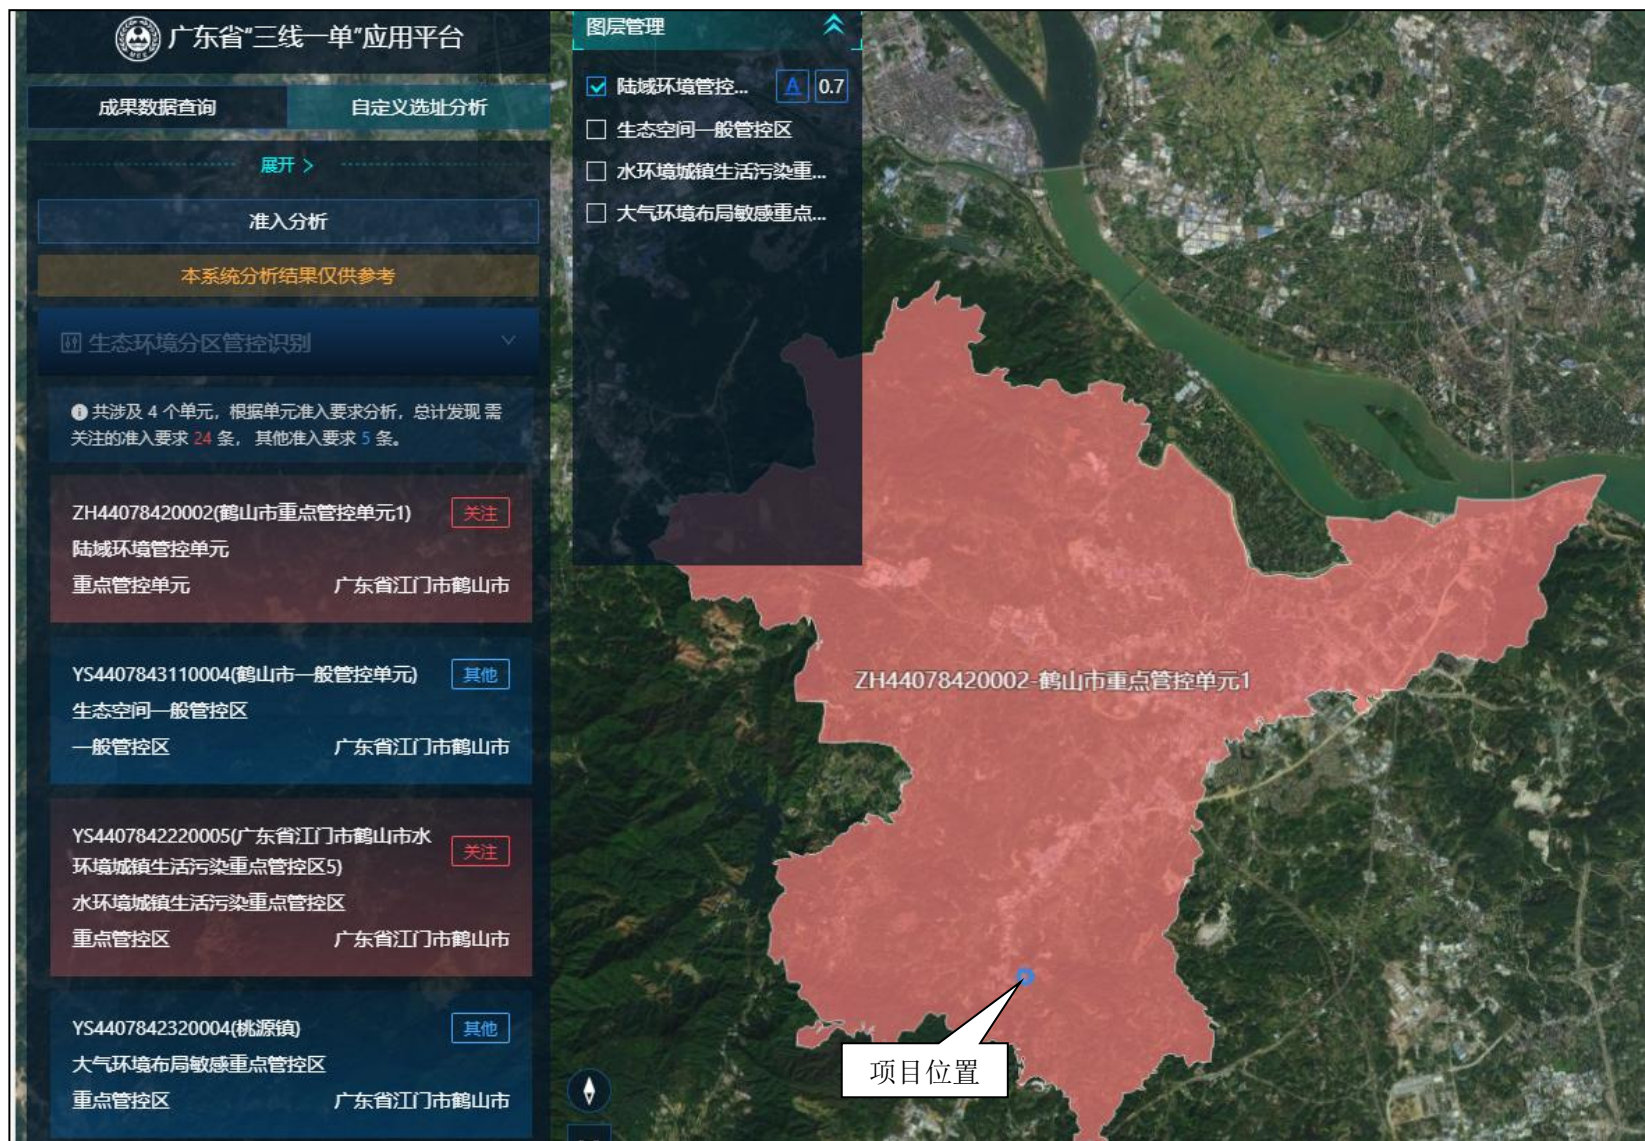 广东省"三线一单"应用平台
成果数据查询
自定义选址分析
展开 >
准入分析
本系统分析结果仅供参考
生态环境分区管控识别
共涉及 4 个单元，根据单元准入要求分析，总计发现 需
关注的准入要求 24 条， 其他准入要求 5 条。
ZH44078420002(鹤山市重点管控单元1)
关注
陆域环境管控单元
重点管控单元
广东省江门市鹤山市
YS4407843110004(鹤山市一般管控单元)
其他
生态空间一般管控区
一般管控区
广东省江门市鹤山市
YS4407842220005(广东省江门市鹤山市水
环境城镇生活污染重点管控区5)
关注
水环境城镇生活污染重点管控区
重点管控区
广东省江门市鹤山市
YS4407842320004(桃源镇)
其他
大气环境布局敏感重点管控区
重点管控区
广东省江门市鹤山市
图层管理
陆域环境管控...
A
0.7
生态空间一般管控区
水环境城镇生活污染重...
大气环境布局敏感重点...
ZH44078420002-鹤山市重点管控单元1
项目位置